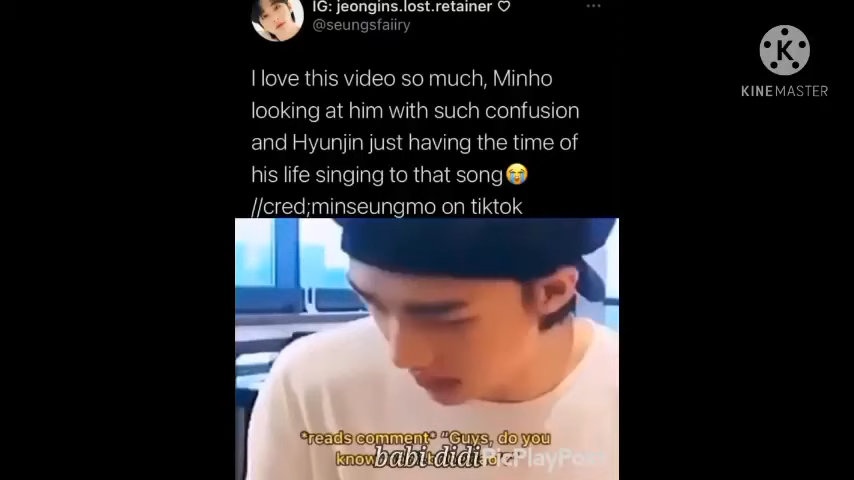 IG: jeongins.lost.retainer ♡
@seungsfaiiry
I love this video so much, Minho
looking at him with such confusion
and Hyunjin just having the time of
his life singing to that song😭
//cred;minseungmo on tiktok
K
KINEMASTER
*reads comment* “Guys, do you
know
babi didi
PicPlayPost